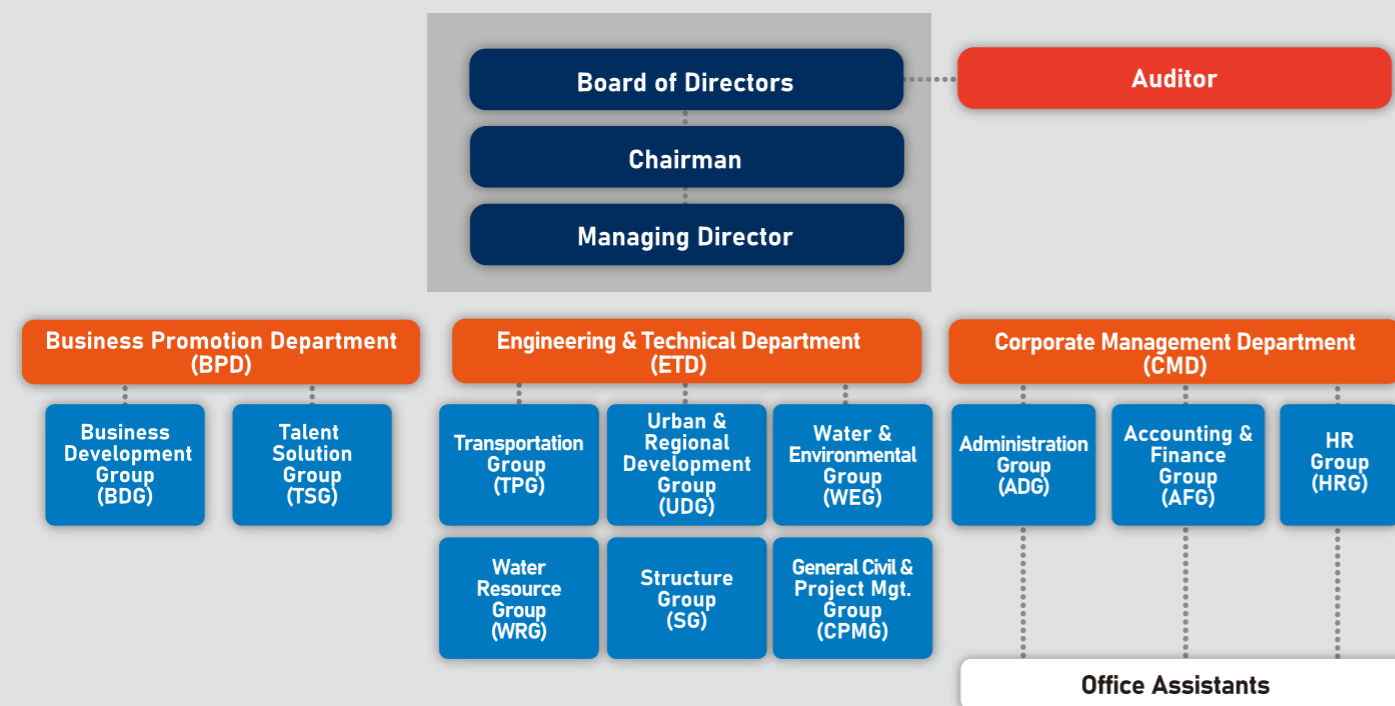 Board of Directors
Auditor
Chairman
Managing Director
Business Promotion Department
(BPD)
Engineering & Technical Department
(ETD)
Corporate Management Department
(CMD)
Business
Development
Group
(BDG)
Talent
Solution
Group
(TSG)
Transportation
Group
(TPG)
Urban &
Regional
Development
Group
(UDG)
Water &
Environmental
Group
(WEG)
Administration
Group
(ADG)
Accounting &
Finance
Group
(AFG)
HR
Group
(HRG)
Water
Resource
Group
(WRG)
Structure
Group
(SG)
General Civil &
Project Mgt.
Group
(CPMG)
Office Assistants